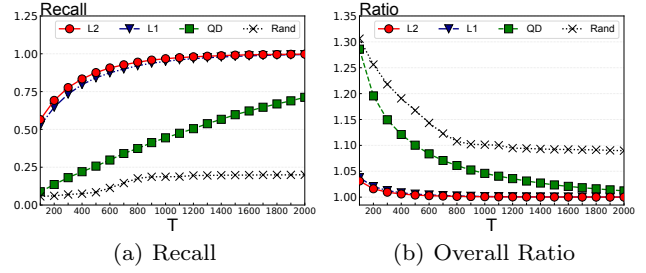 Recall
L2 L1 QD Rand
1.00
0.75
0.50
0.25
0.00
200 400 600 800 1000 1200 1400 1600 1800 2000
T
(a) Recall
Ratio
L2 L1 QD Rand
1.35
1.30
1.25
1.20
1.15
1.10
1.05
1.00
200 400 600 800 1000 1200 1400 1600 1800 2000
T
(b) Overall Ratio